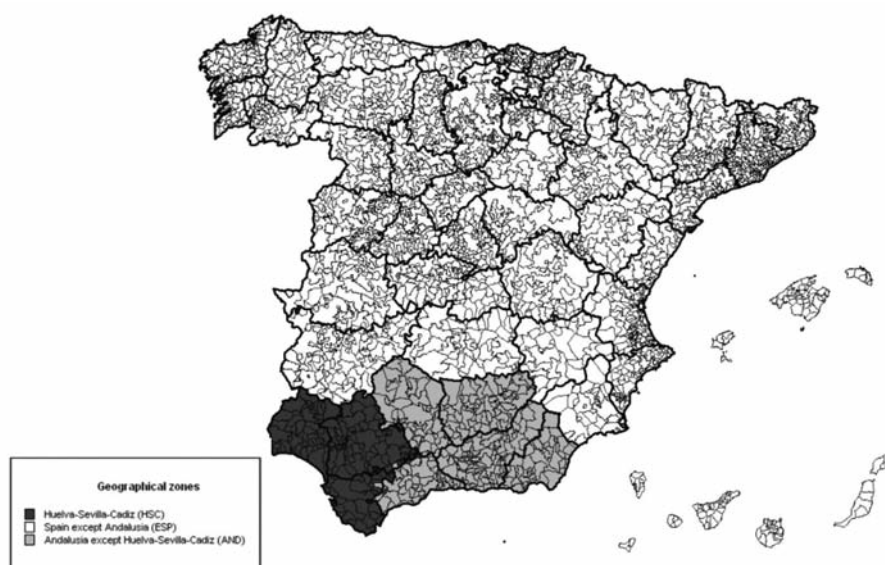 Geographical zones
Huelva-Sevilla-Cadiz (HSC)
Spain except Andalusia (ESP)
Andalusia except Huelva-Sevilla-Cadiz (AND)